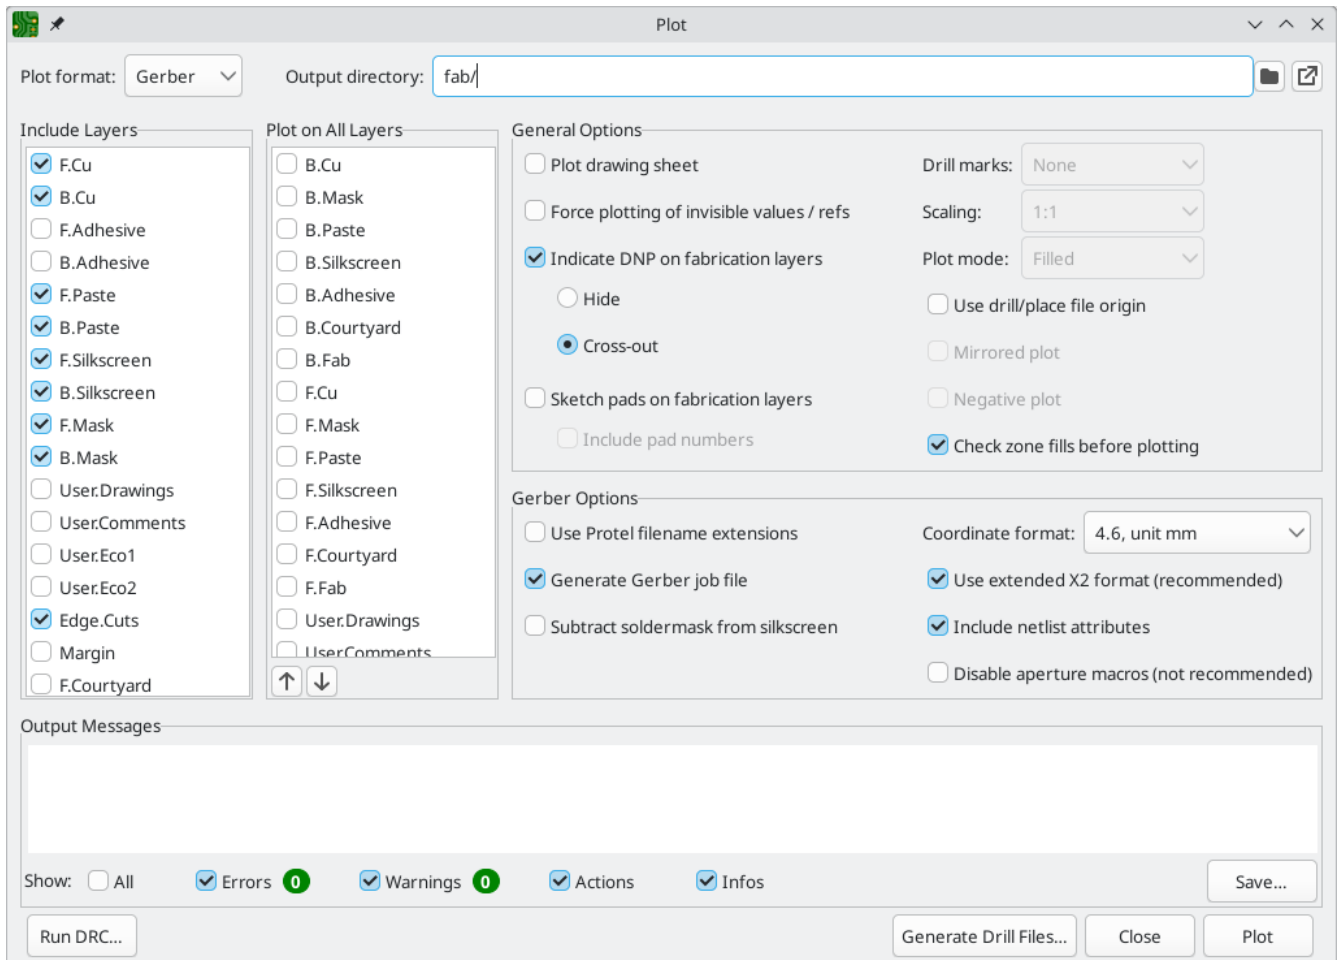 Plot
Plot format: Gerber Output directory: fab/
Include Layers
F.Cu
B.Cu
F.Adhesive
B.Adhesive
F.Paste
B.Paste
F.Silkscreen
B.Silkscreen
F.Mask
B.Mask
User.Drawings
User.Comments
User.Eco1
User.Eco2
Edge.Cuts
Margin
F.Courtyard
Plot on All Layers
B.Cu
B.Mask
B.Paste
B.Silkscreen
B.Adhesive
B.Courtyard
B.Fab
F.Cu
F.Mask
F.Paste
F.Silkscreen
F.Adhesive
F.Courtyard
F.Fab
User.Drawings
User.Comments
General Options
Plot drawing sheet
Force plotting of invisible values / refs
Indicate DNP on fabrication layers
Hide
Cross-out
Sketch pads on fabrication layers
Include pad numbers
Drill marks: None
Scaling: 1:1
Plot mode: Filled
Use drill/place file origin
Mirrored plot
Negative plot
Check zone fills before plotting
Gerber Options
Use Protel filename extensions
Generate Gerber job file
Subtract soldermask from silkscreen
Coordinate format: 4.6, unit mm
Use extended X2 format (recommended)
Include netlist attributes
Disable aperture macros (not recommended)
Output Messages
Show: All Errors 0 Warnings 0 Actions Infos Save...
Run DRC... Generate Drill Files... Close Plot